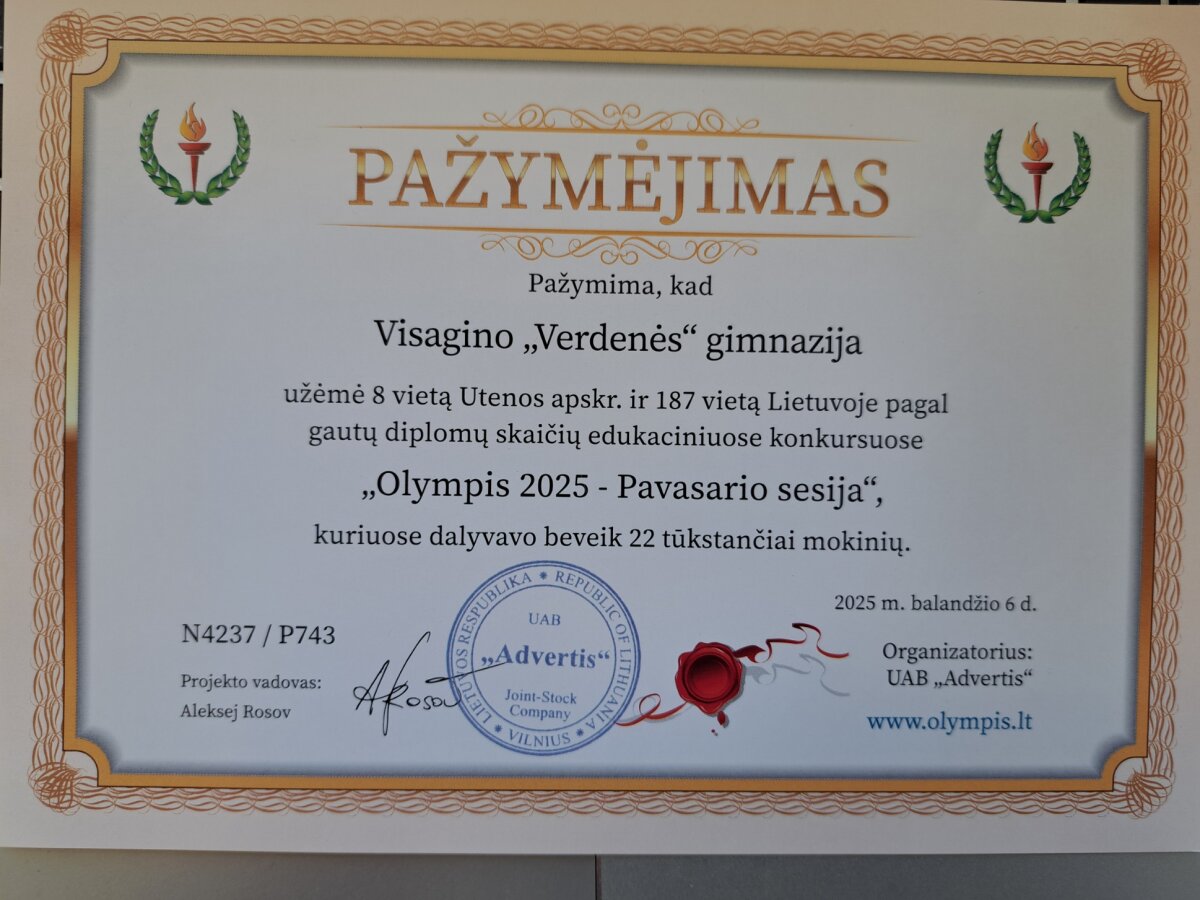 PAŽYMĖJIMAS
Pažymima, kad
Visagino „Verdenės“ gimnazija
užėmė 8 vietą Utenos apskr. ir 187 vietą Lietuvoje pagal
gautų diplomų skaičių edukaciniuose konkursuose
„Olympis 2025 - Pavasario sesija“,
kuriuose dalyvavo beveik 22 tūkstančiai mokinių.
N4237 / P743
Projekto vadovas:
Aleksej Rosov
ARosov
LIETUVOS RESPUBLIKA * REPUBLIC OF LITHUANIA * VILNIUS *
UAB
„Advertis“
Joint-Stock
Company
2025 m. balandžio 6 d.
Organizatorius:
UAB „Advertis“
www.olympis.lt